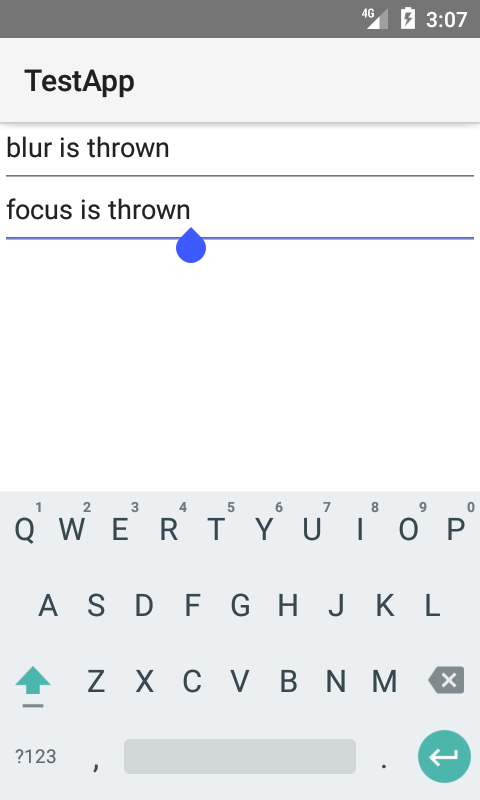 4G 3:07
TestApp
blur is thrown
focus is thrown
1 2 3 4 5 6 7 8 9 0
Q W E R T Y U I O P
A S D F G H J K L
Z X C V B N M
?123 , .